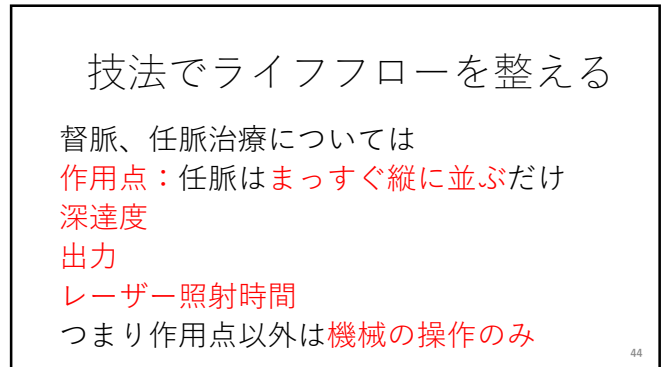 技法でライフフローを整える
督脈、任脈治療については
作用点：任脈はまっすぐ縦に並ぶだけ
深達度
出力
レーザー照射時間
つまり作用点以外は機械の操作のみ
44